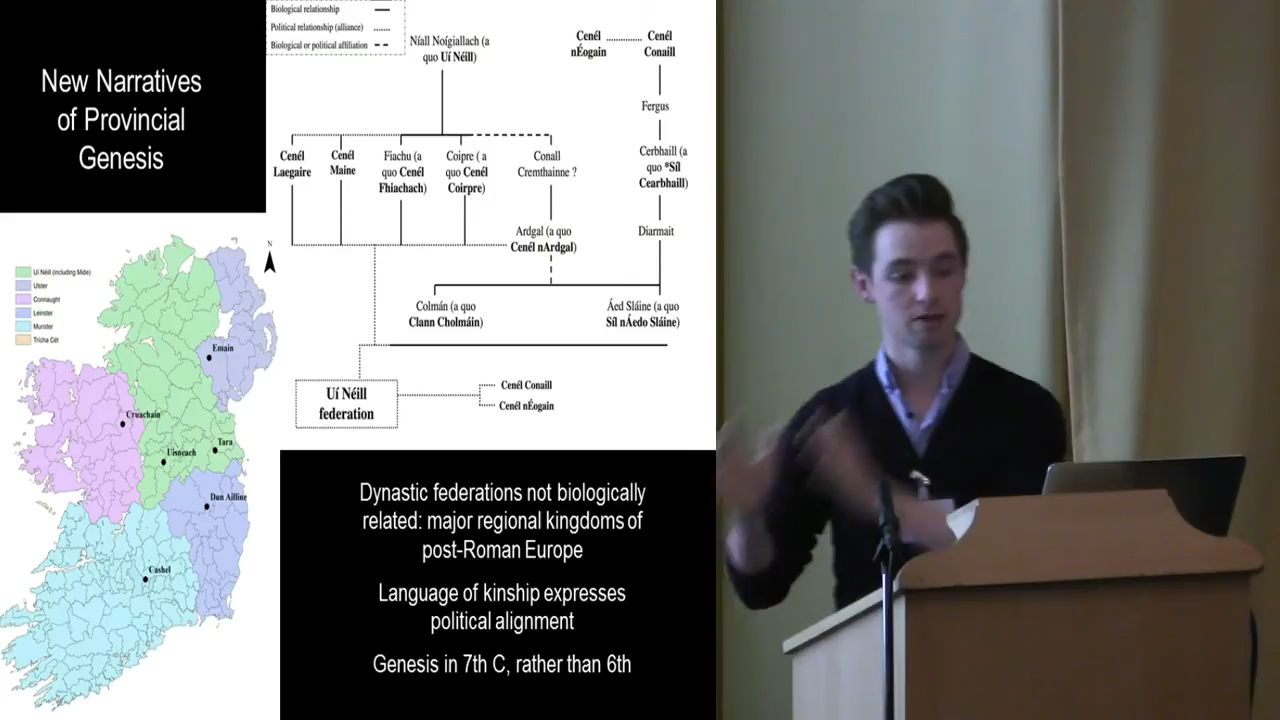 New Narratives
of Provincial
Genesis
Biological relationship
Political relationship (alliance)
Biological or political affiliation
Níall Noígiallach (a
quo Uí Néill)
Cenél
nÉogain
Cenél
Conaill
Fergus
Cerbhaill (a
quo *Síl
Cearbhaill)
Diarmait
Cenél
Laegaire
Cenél
Maine
Fiachu (a
quo Cenél
Fhiachach)
Coipre ( a
quo Cenél
Coirpre)
Conall
Cremthainne ?
Ardgal (a quo
Cenél nArdgal)
Colmán (a quo
Clann Cholmáin)
Áed Sláine (a quo
Síl nÁedo Sláine)
Uí Néill
federation
Cenél Conaill
Cenél nÉogain
N
Uí Néill (including Mide)
Ulster
Connaught
Leinster
Munster
Trícha Cét
Emain
Cruachain
Uisneach
Tara
Dun Ailline
Cashel
Dynastic federations not biologically
related: major regional kingdoms of
post-Roman Europe
Language of kinship expresses
political alignment
Genesis in 7th C, rather than 6th